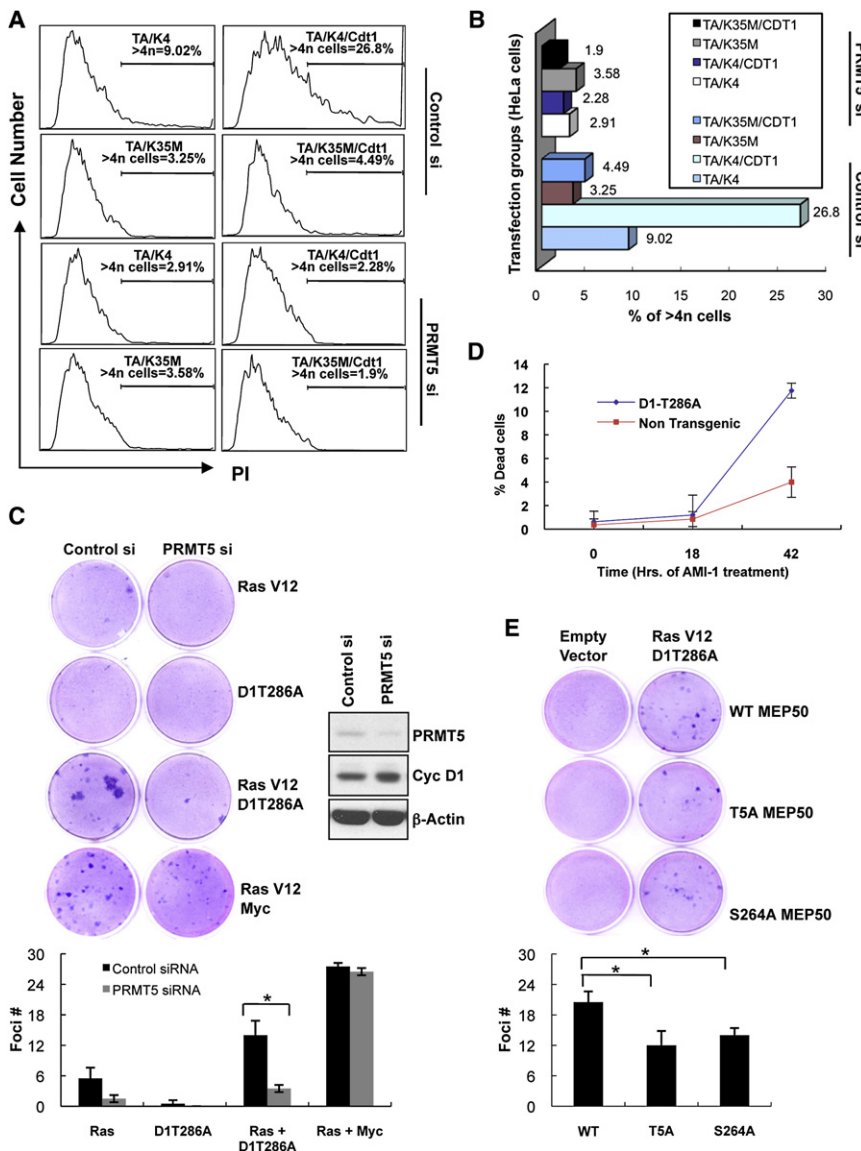 A
Cell Number
TA/K4
>4n=9.02%
TA/K4/Cdt1
>4n cells=26.8%
TA/K35M
>4n cells=3.25%
TA/K35M/Cdt1
>4n cells=4.49%
Control si
TA/K4
>4n cells=2.91%
TA/K4/Cdt1
>4n cells=2.28%
TA/K35M
>4n cells=3.58%
TA/K35M/Cdt1
>4n cells=1.9%
PRMT5 si
PI
B
Transfection groups (HeLa cells)
TA/K35M/CDT1
TA/K35M
TA/K4/CDT1
TA/K4
TA/K35M/CDT1
TA/K35M
TA/K4/CDT1
TA/K4
1.9
3.58
2.28
2.91
4.49
3.25
26.8
9.02
PRMT5 si
Control si
0 5 10 15 20 25 30
% of >4n cells
D
% Dead cells
14
12
10
8
6
4
2
0
D1-T286A
Non Transgenic
0 18 42
Time (Hrs. of AMI-1 treatment)
C
Control si PRMT5 si
Ras V12
D1T286A
Ras V12
D1T286A
Ras V12
Myc
Control si
PRMT5 si
PRMT5
Cyc D1
β-Actin
Foci #
30
24
18
12
6
0
Control siRNA
PRMT5 siRNA
*
Ras D1T286A Ras +
D1T286A Ras + Myc
E
Empty
Vector
Ras V12
D1T286A
WT MEP50
T5A MEP50
S264A MEP50
Foci #
30
24
18
12
6
0
*
*
WT T5A S264A